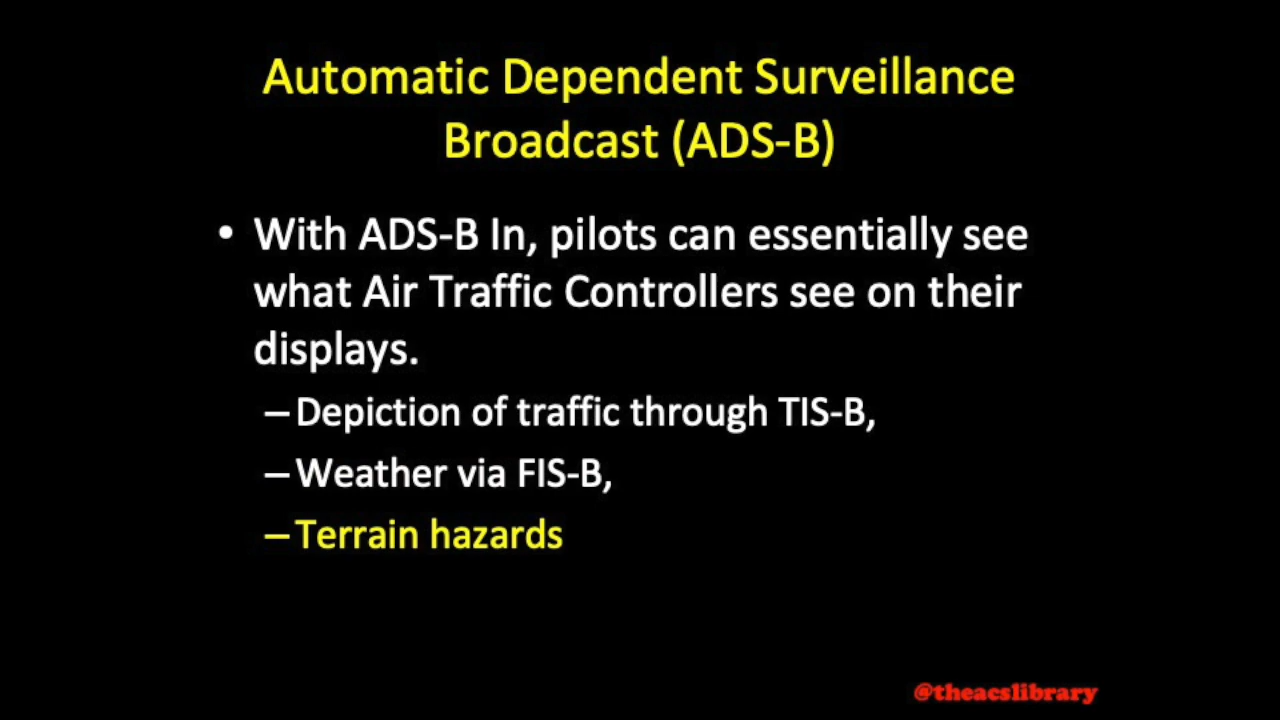 Automatic Dependent Surveillance
Broadcast (ADS-B)
• With ADS-B In, pilots can essentially see
what Air Traffic Controllers see on their
displays.
–Depiction of traffic through TIS-B,
–Weather via FIS-B,
–Terrain hazards
@theacslibrary